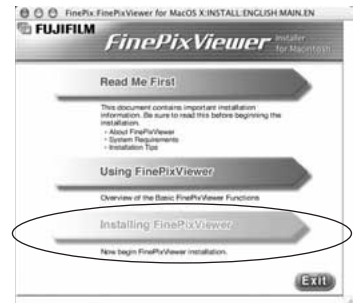 FinePix:FinePixViewer for MacOS X:INSTALL:ENGLISH:MAIN.EN
FUJIFILM
FinePixViewer Installer for Macintosh
Read Me First
This document contains important installation
information. Be sure to read this before beginning the
installation.
- About FinePixViewer
- System Requirements
- Installation Tips
Using FinePixViewer
Overview of the Basic FinePixViewer Functions
Installing FinePixViewer
Now begin FinePixViewer installation.
Exit